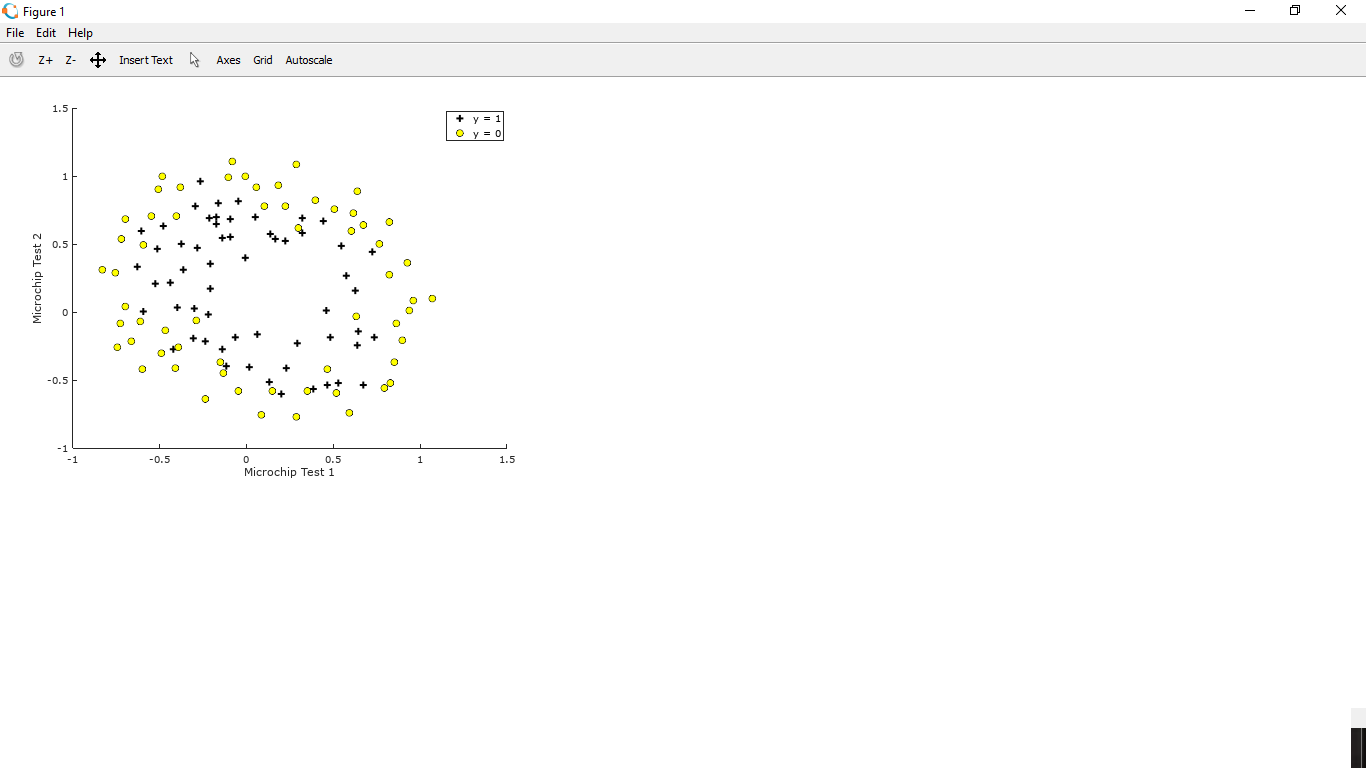 Figure 1
File Edit Help
Z+ Z- Insert Text Axes Grid Autoscale
1.5
1
0.5
0
-0.5
-1
Microchip Test 2
y = 1
y = 0
-1 -0.5 0 0.5 1 1.5
Microchip Test 1